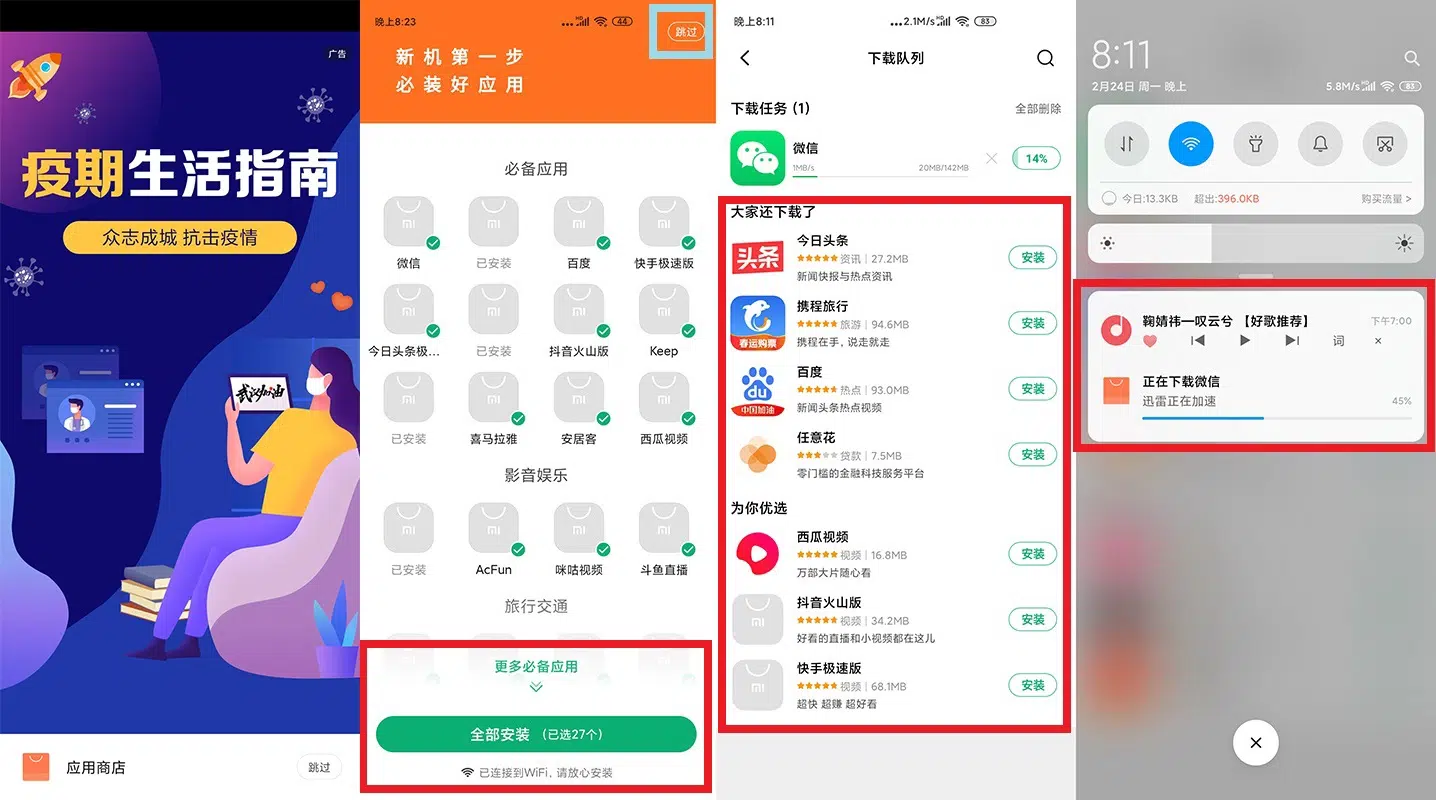 广告
疫期生活指南
众志成城 抗击疫情
武汉加油
应用商店
跳过
晚上8:23
HD
44
跳过
新机第一步
必装好应用
必备应用
微信
已安装
百度
快手极速版
今日头条极...
已安装
抖音火山版
Keep
已安装
喜马拉雅
安居客
西瓜视频
影音娱乐
已安装
AcFun
咪咕视频
斗鱼直播
旅行交通
更多必备应用
全部安装 (已选27个)
已连接到WiFi, 请放心安装
晚上8:11
...2.1M/s
HD
83
下载队列
下载任务 (1)
全部删除
微信
1MB/s
20MB/142MB
14%
大家还下载了
头条
今日头条
资讯 | 27.2MB
新闻快报与热点资讯
安装
春运购票
携程旅行
旅游 | 94.6MB
携程在手, 说走就走
安装
du
中国加油
百度
热点 | 93.0MB
新闻头条热点视频
安装
任意花
贷款 | 7.5MB
零门槛的金融科技服务平台
安装
为你优选
西瓜视频
视频 | 16.8MB
万部大片随心看
安装
抖音火山版
视频 | 34.2MB
好看的直播和小视频都在这儿
安装
快手极速版
视频 | 68.1MB
超快 超赚 超好看
安装
8:11
2月24日 周一 晚上
5.8M/s
HD
83
今日:13.3KB
超出:396.0KB
购买流量 >
鞠婧祎—叹云兮 【好歌推荐】
下午7:00
词
×
正在下载微信
迅雷正在加速
45%